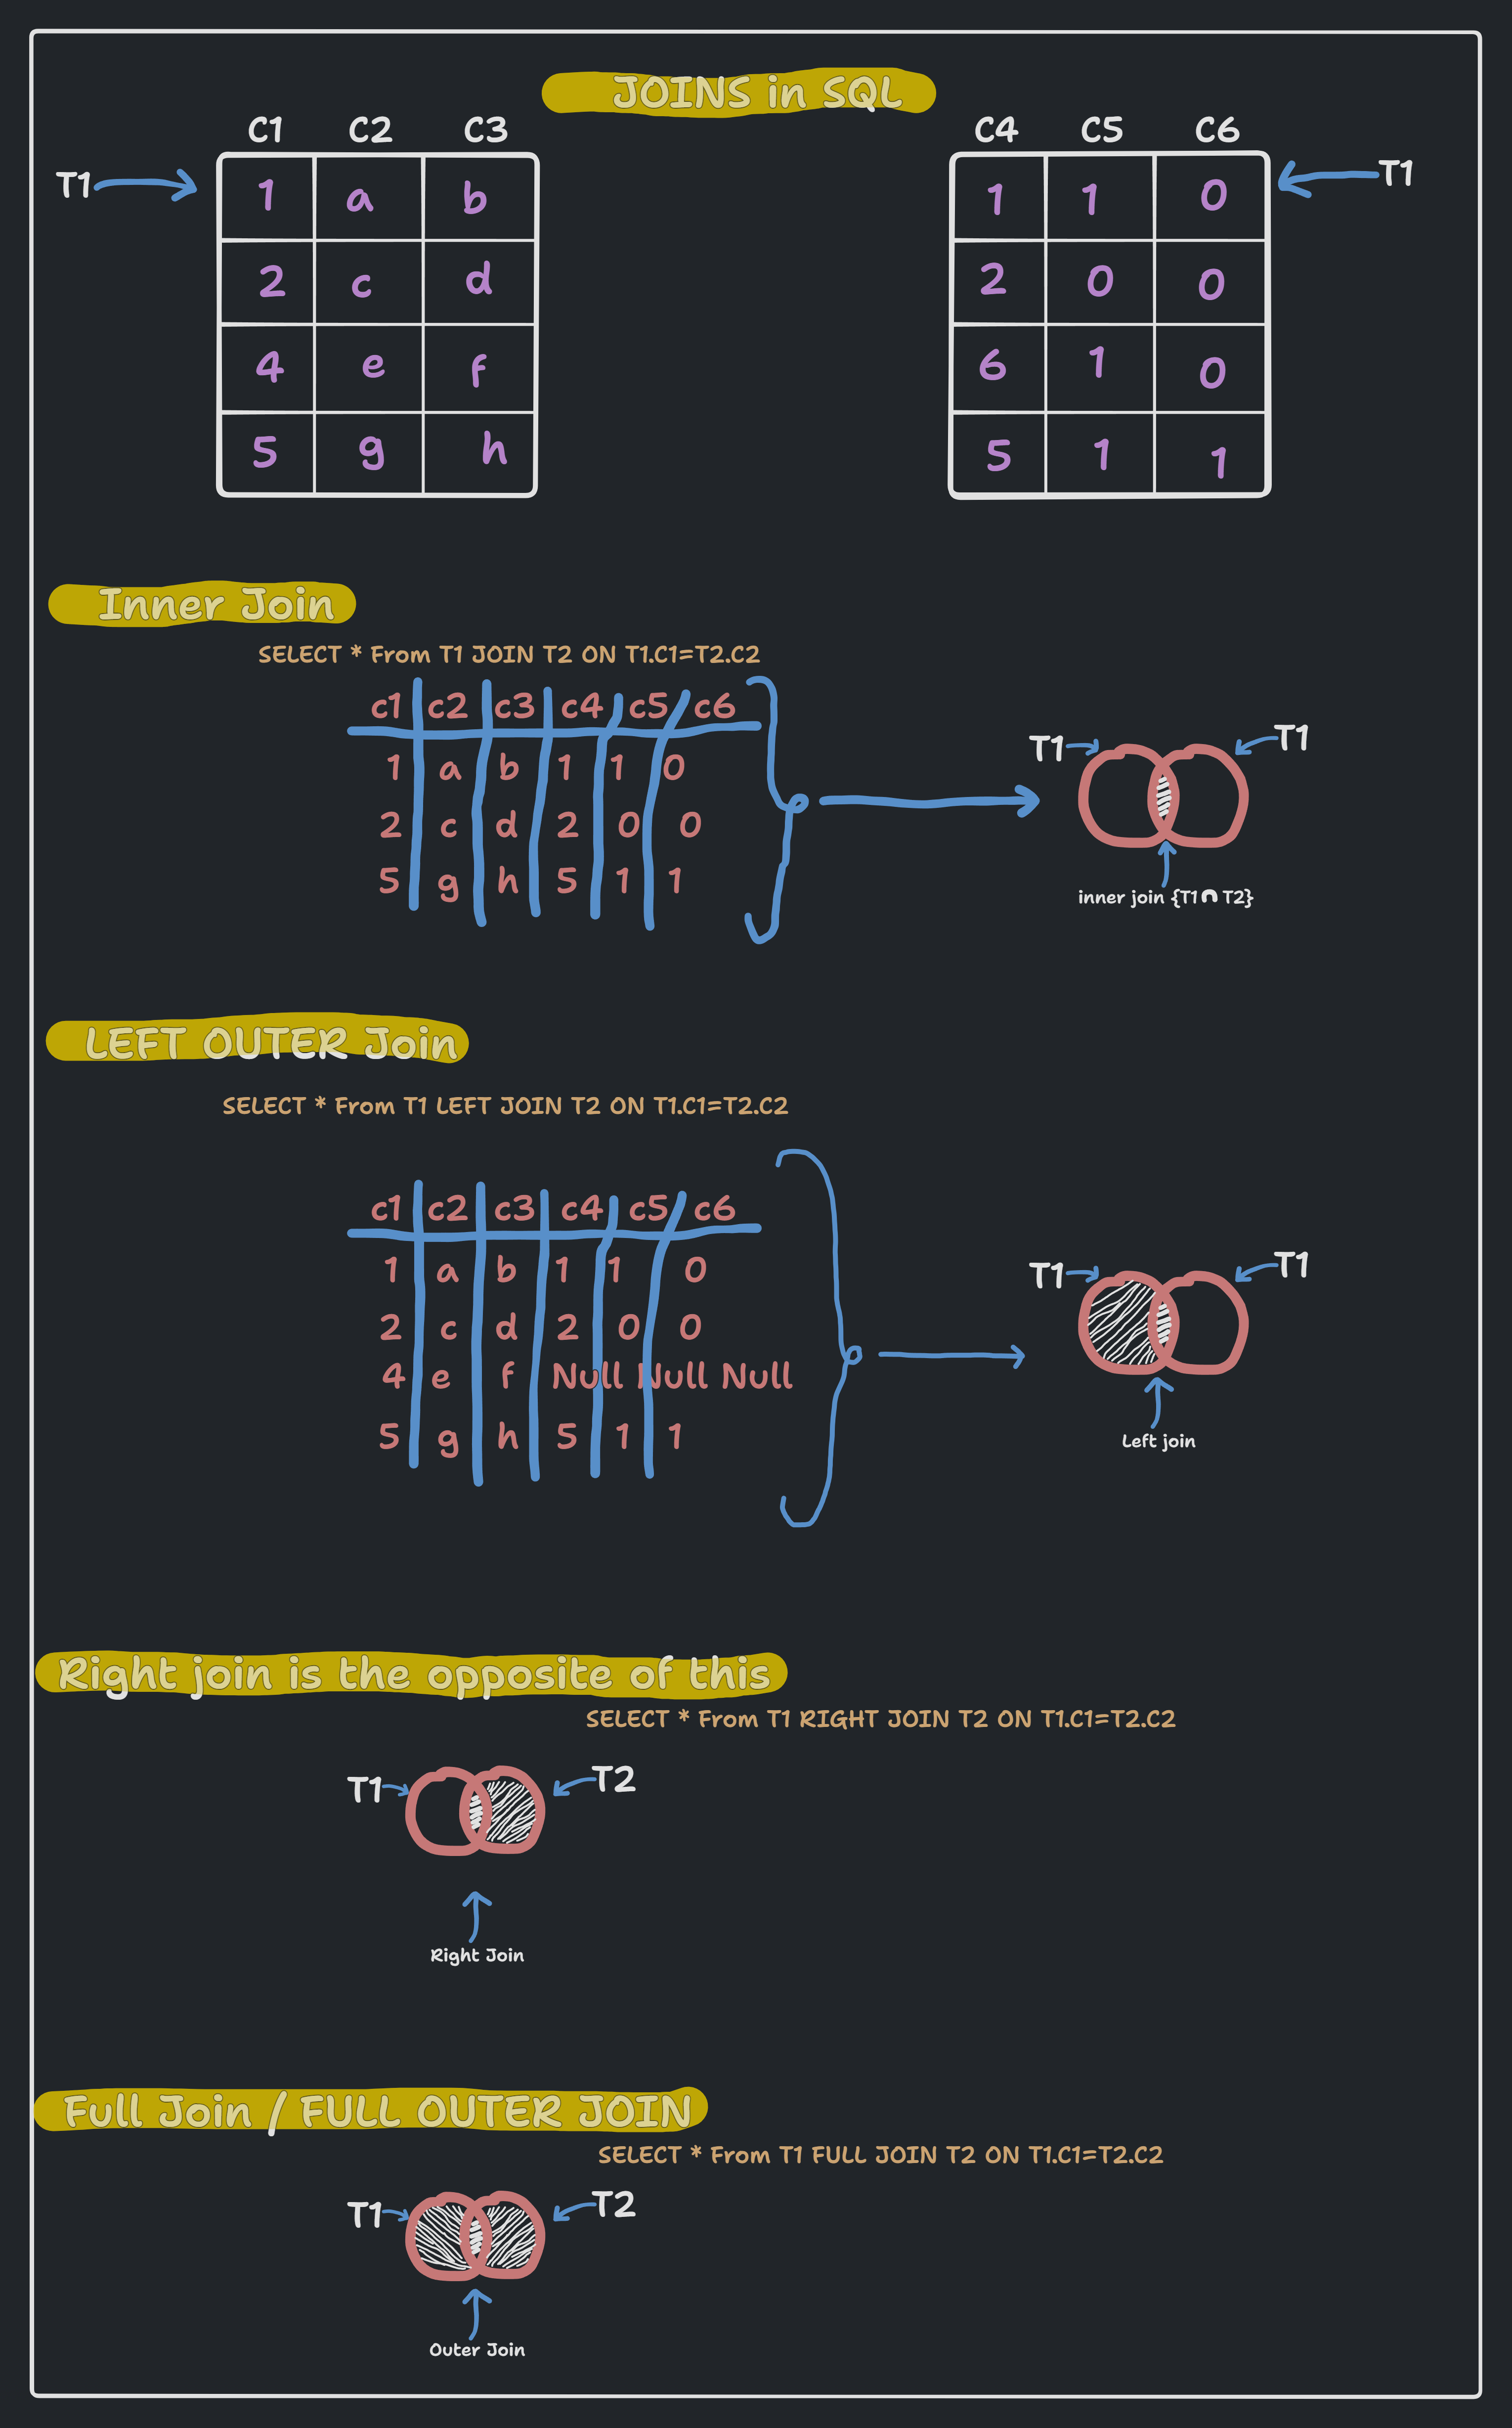 JOINS in SQL
C1 C2 C3
C4 C5 C6
T1
T1
1 a b
1 1 0
2 c d
2 0 0
4 e f
6 1 0
5 g h
5 1 1
Inner Join
SELECT * From T1 JOIN T2 ON T1.C1=T2.C2
c1 c2 c3 c4 c5 c6
1 a b 1 1 0
2 c d 2 0 0
5 g h 5 1 1
T1
T1
inner join {T1∩T2}
LEFT OUTER Join
SELECT * From T1 LEFT JOIN T2 ON T1.C1=T2.C2
c1 c2 c3 c4 c5 c6
1 a b 1 1 0
2 c d 2 0 0
4 e f Null Null Null
5 g h 5 1 1
T1
T1
Left join
Right join is the opposite of this
SELECT * From T1 RIGHT JOIN T2 ON T1.C1=T2.C2
T1
T2
Right Join
Full Join / FULL OUTER JOIN
SELECT * From T1 FULL JOIN T2 ON T1.C1=T2.C2
T1
T2
Outer Join